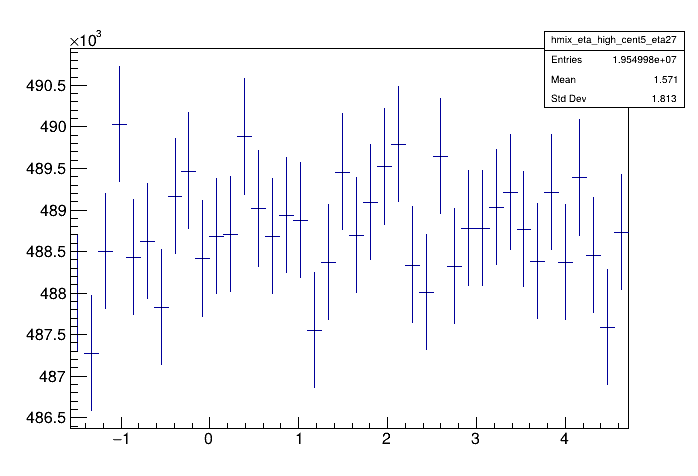 ×10³
hmix_eta_high_cent5_eta27
Entries 1.954998e+07
Mean 1.571
Std Dev 1.813
490.5
490
489.5
489
488.5
488
487.5
487
486.5
−1 0 1 2 3 4